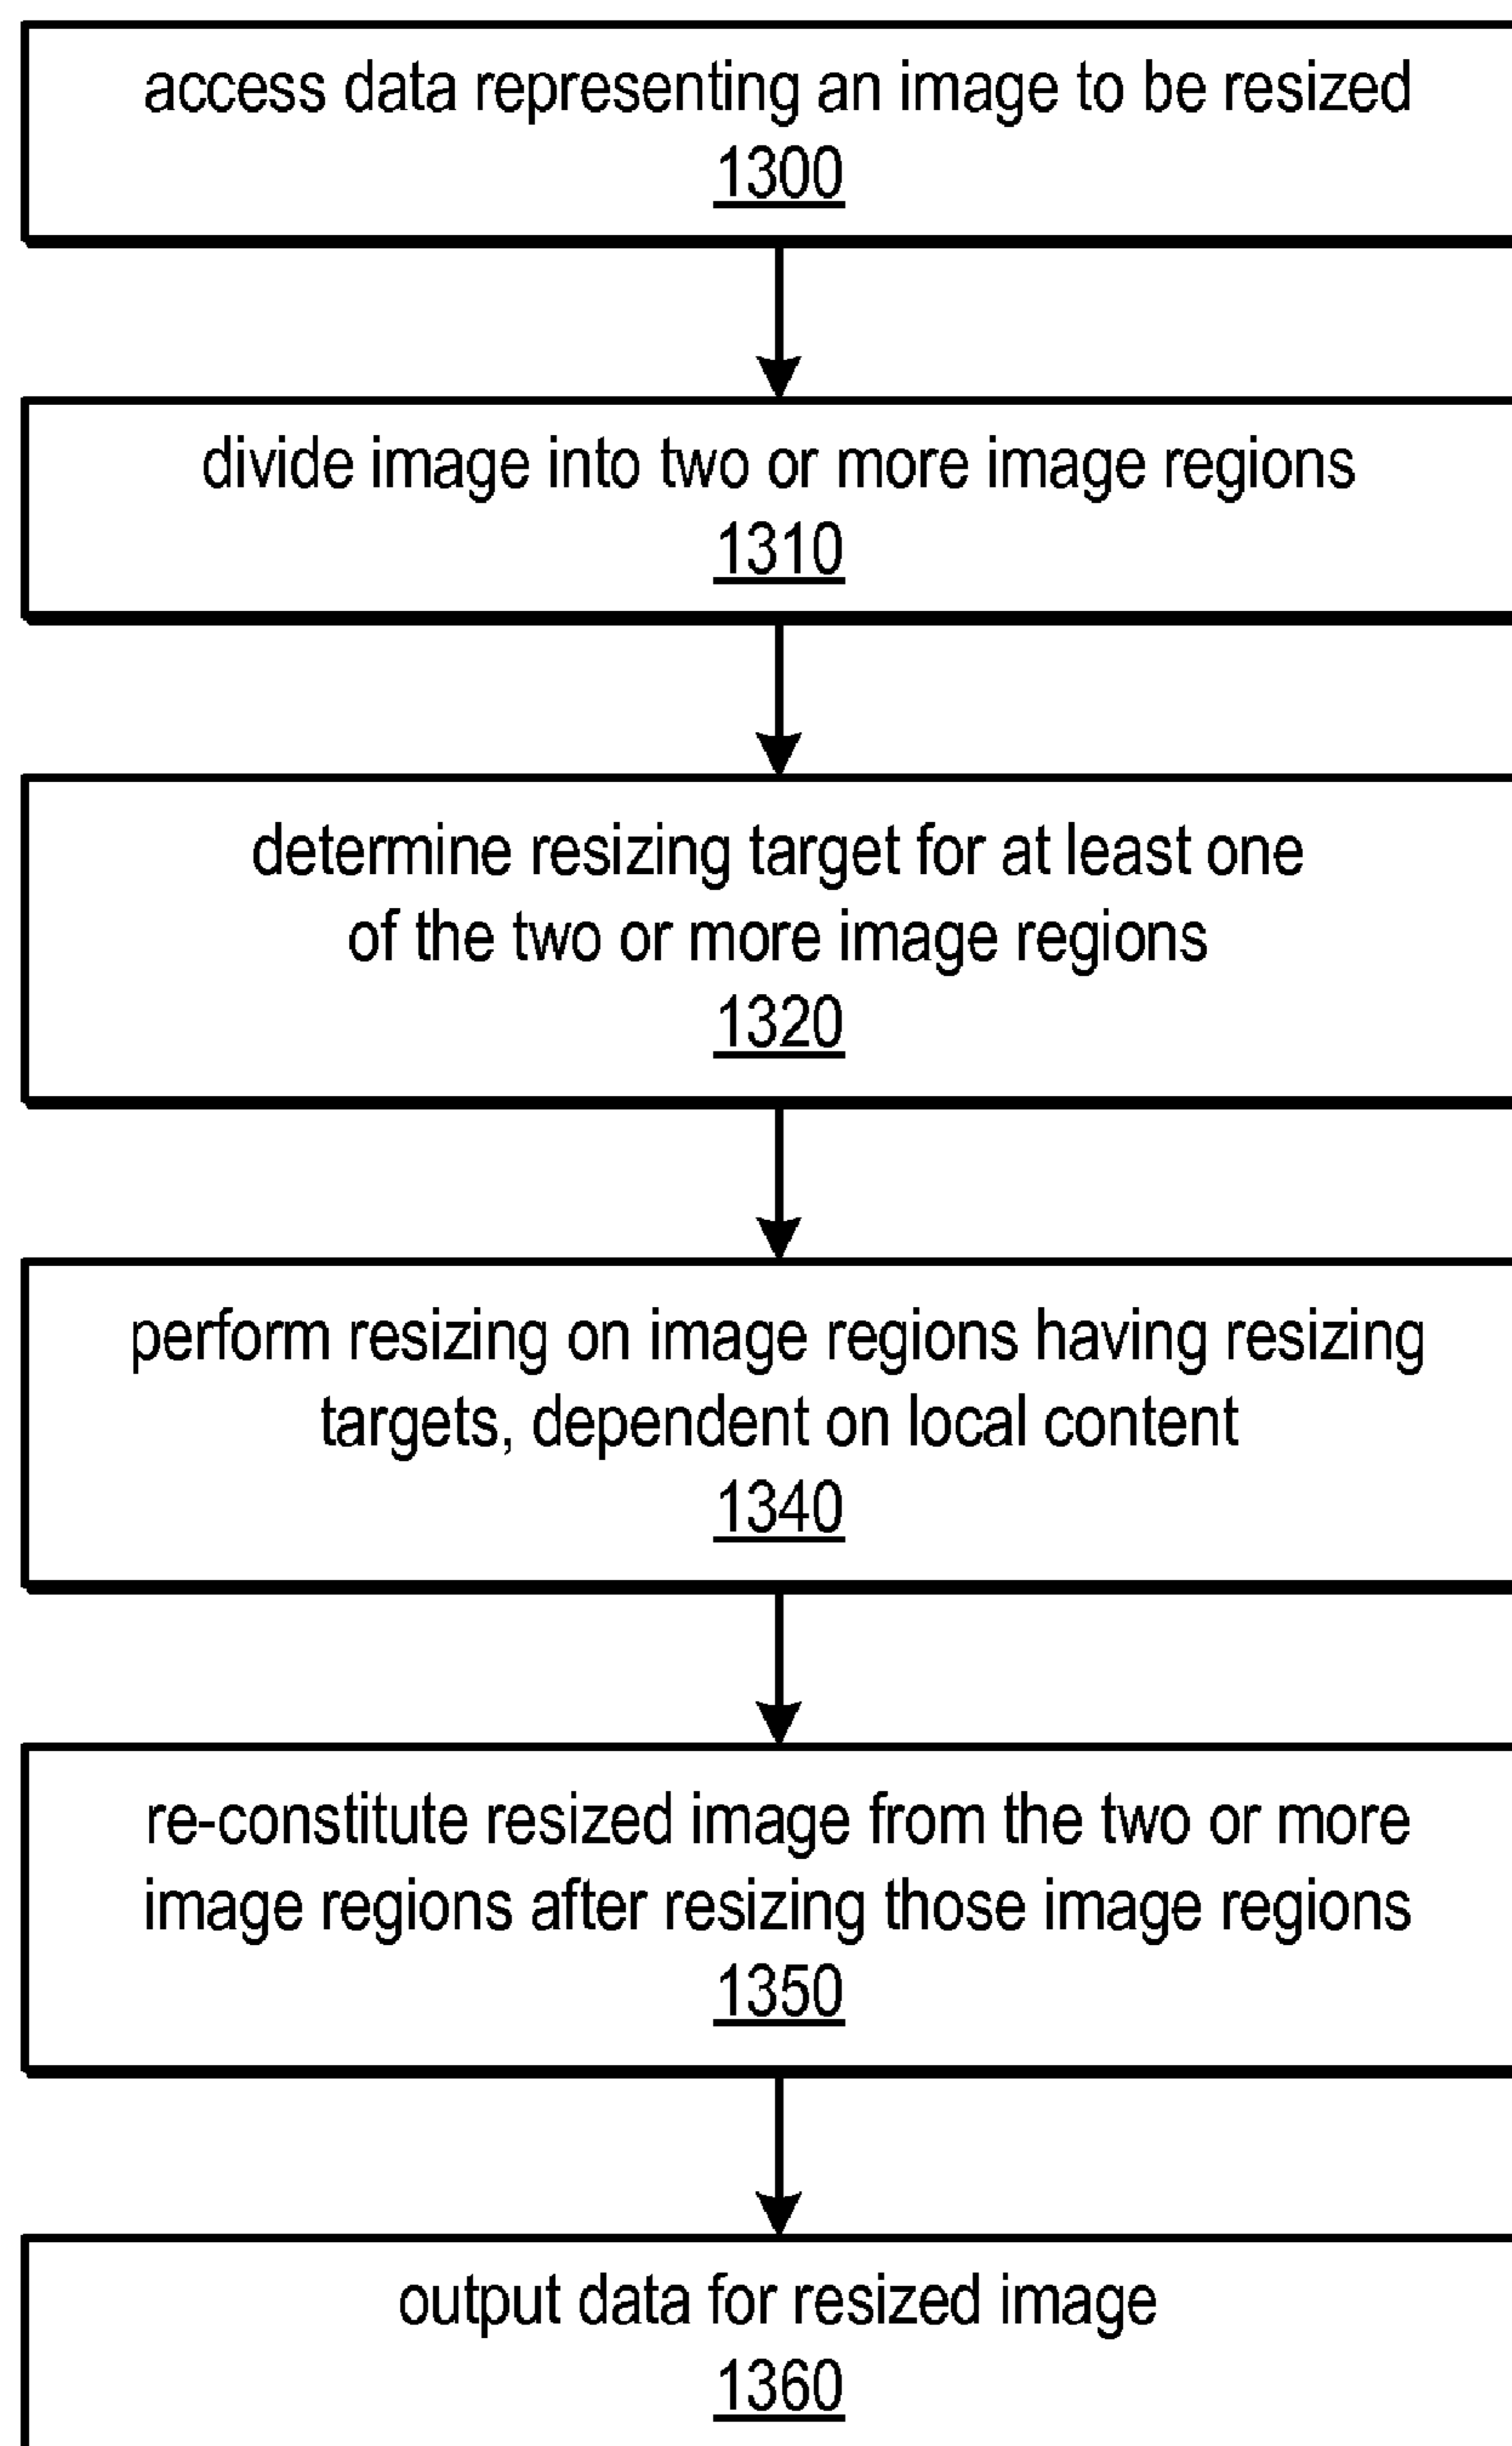 access data representing an image to be resized
1300
divide image into two or more image regions
1310
determine resizing target for at least one
of the two or more image regions
1320
perform resizing on image regions having resizing
targets, dependent on local content
1340
re-constitute resized image from the two or more
image regions after resizing those image regions
1350
output data for resized image
1360